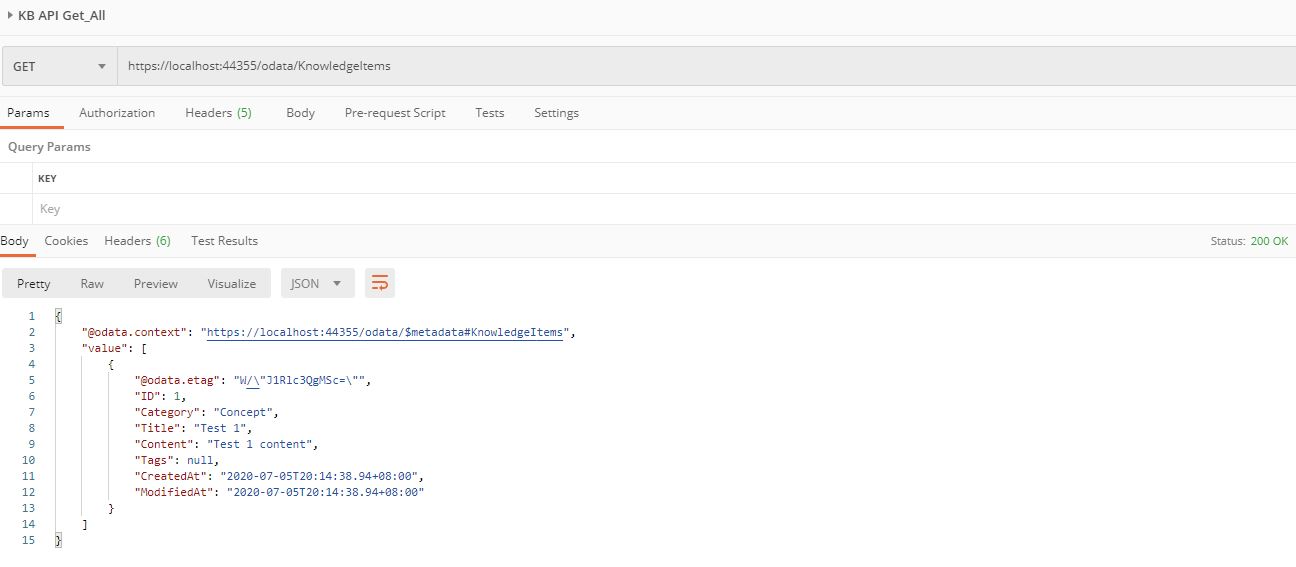 KB API Get_All
GET https://localhost:44355/odata/KnowledgeItems
Params Authorization Headers (5) Body Pre-request Script Tests Settings
Query Params
KEY
Key
Body Cookies Headers (6) Test Results Status: 200 OK
Pretty Raw Preview Visualize JSON
1 {
2 "@odata.context": "https://localhost:44355/odata/$metadata#KnowledgeItems",
3 "value": [
4 {
5 "@odata.etag": "W/\"J1Rlc3QgMSc=\"",
6 "ID": 1,
7 "Category": "Concept",
8 "Title": "Test 1",
9 "Content": "Test 1 content",
10 "Tags": null,
11 "CreatedAt": "2020-07-05T20:14:38.94+08:00",
12 "ModifiedAt": "2020-07-05T20:14:38.94+08:00"
13 }
14 ]
15 }